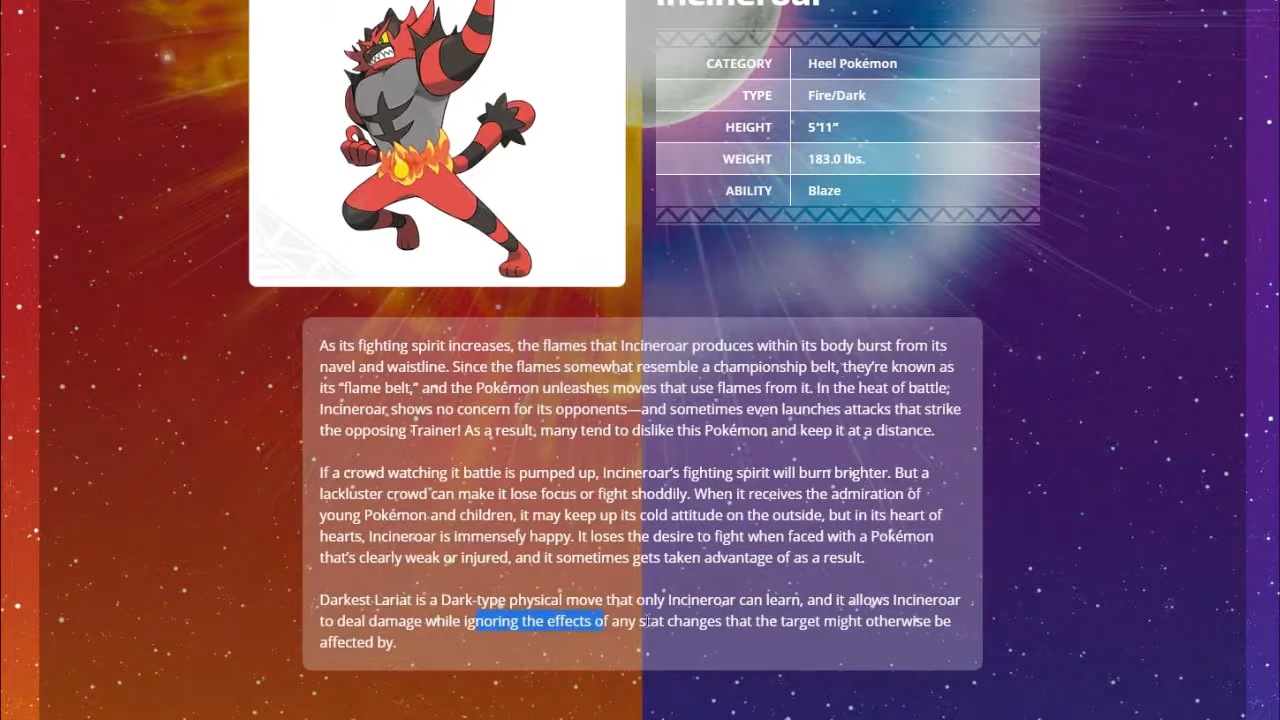 Incineroar
CATEGORY Heel Pokémon
TYPE Fire/Dark
HEIGHT 5'11"
WEIGHT 183.0 lbs.
ABILITY Blaze
As its fighting spirit increases, the flames that Incineroar produces within its body burst from its
navel and waistline. Since the flames somewhat resemble a championship belt, they’re known as
its “flame belt,” and the Pokémon unleashes moves that use flames from it. In the heat of battle,
Incineroar shows no concern for its opponents—and sometimes even launches attacks that strike
the opposing Trainer! As a result, many tend to dislike this Pokémon and keep it at a distance.
If a crowd watching it battle is pumped up, Incineroar’s fighting spirit will burn brighter. But a
lackluster crowd can make it lose focus or fight shoddily. When it receives the admiration of
young Pokémon and children, it may keep up its cold attitude on the outside, but in its heart of
hearts, Incineroar is immensely happy. It loses the desire to fight when faced with a Pokémon
that’s clearly weak or injured, and it sometimes gets taken advantage of as a result.
Darkest Lariat is a Dark-type physical move that only Incineroar can learn, and it allows Incineroar
to deal damage while ignoring the effects of any stat changes that the target might otherwise be
affected by.